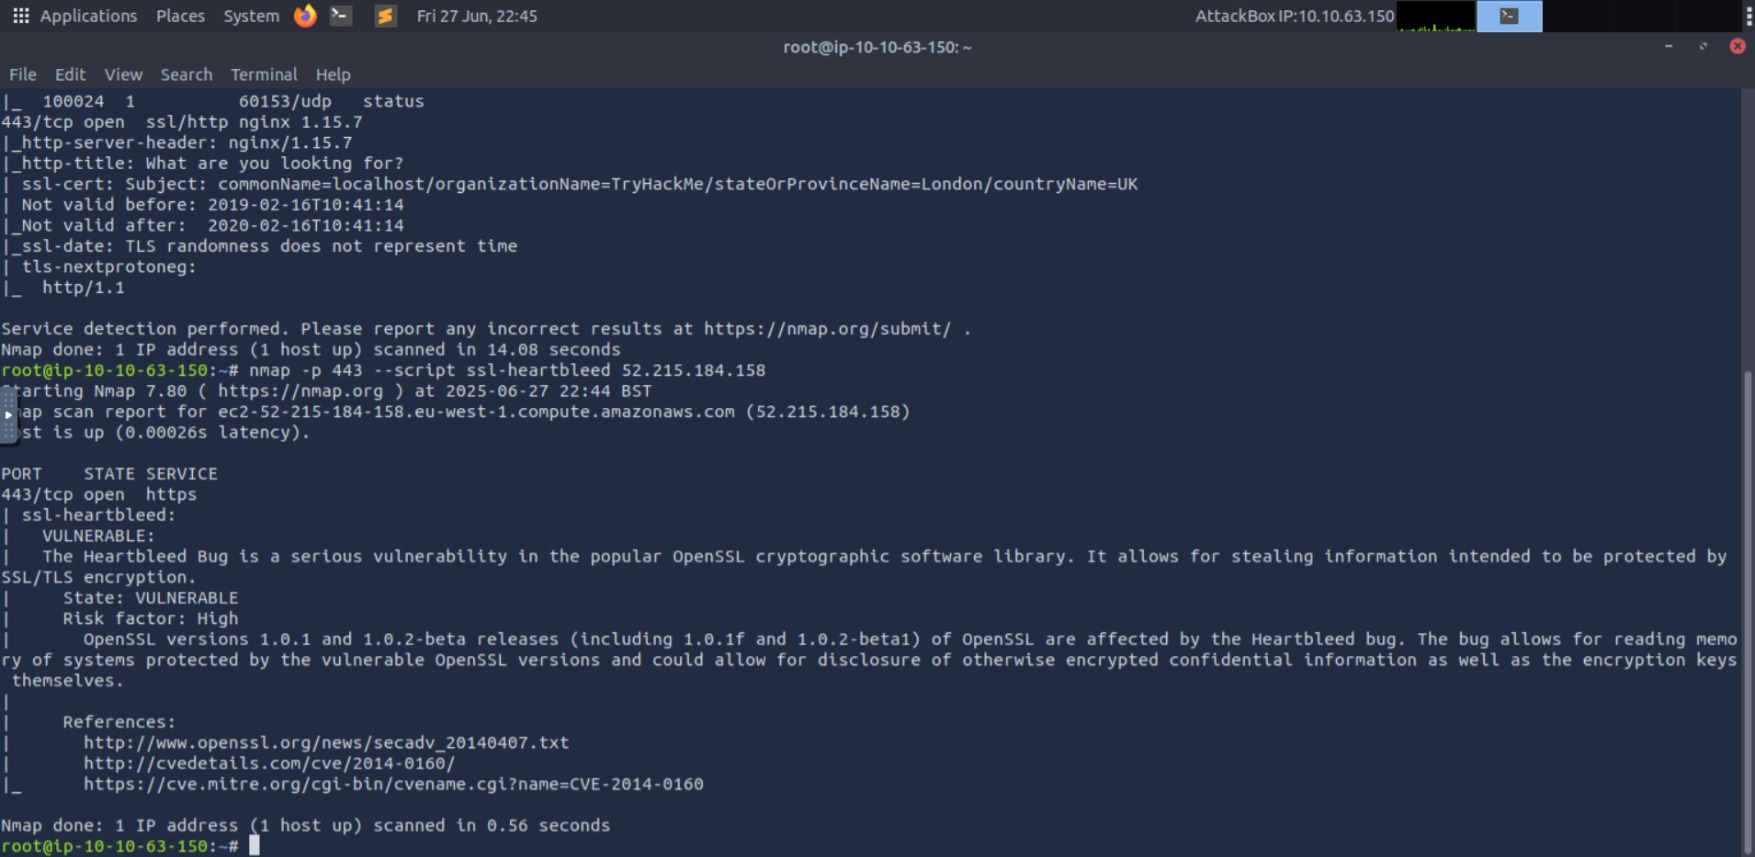 Applications Places System Fri 27 Jun, 22:45 AttackBox IP:10.10.63.150
root@ip-10-10-63-150: ~
File Edit View Search Terminal Help
|_  100024  1          60153/udp   status
443/tcp open  ssl/http nginx 1.15.7
|_http-server-header: nginx/1.15.7
|_http-title: What are you looking for?
| ssl-cert: Subject: commonName=localhost/organizationName=TryHackMe/stateOrProvinceName=London/countryName=UK
| Not valid before: 2019-02-16T10:41:14
|_Not valid after:  2020-02-16T10:41:14
|_ssl-date: TLS randomness does not represent time
| tls-nextprotoneg:
|_  http/1.1
Service detection performed. Please report any incorrect results at https://nmap.org/submit/ .
Nmap done: 1 IP address (1 host up) scanned in 14.08 seconds
root@ip-10-10-63-150:~# nmap -p 443 --script ssl-heartbleed 52.215.184.158
tarting Nmap 7.80 ( https://nmap.org ) at 2025-06-27 22:44 BST
ap scan report for ec2-52-215-184-158.eu-west-1.compute.amazonaws.com (52.215.184.158)
st is up (0.00026s latency).
PORT    STATE SERVICE
443/tcp open  https
| ssl-heartbleed:
|   VULNERABLE:
|   The Heartbleed Bug is a serious vulnerability in the popular OpenSSL cryptographic software library. It allows for stealing information intended to be protected by
SSL/TLS encryption.
|     State: VULNERABLE
|     Risk factor: High
|       OpenSSL versions 1.0.1 and 1.0.2-beta releases (including 1.0.1f and 1.0.2-beta1) of OpenSSL are affected by the Heartbleed bug. The bug allows for reading memo
ry of systems protected by the vulnerable OpenSSL versions and could allow for disclosure of otherwise encrypted confidential information as well as the encryption keys
 themselves.
|
|     References:
|       http://www.openssl.org/news/secadv_20140407.txt
|       http://cvedetails.com/cve/2014-0160/
|_      https://cve.mitre.org/cgi-bin/cvename.cgi?name=CVE-2014-0160
Nmap done: 1 IP address (1 host up) scanned in 0.56 seconds
root@ip-10-10-63-150:~#